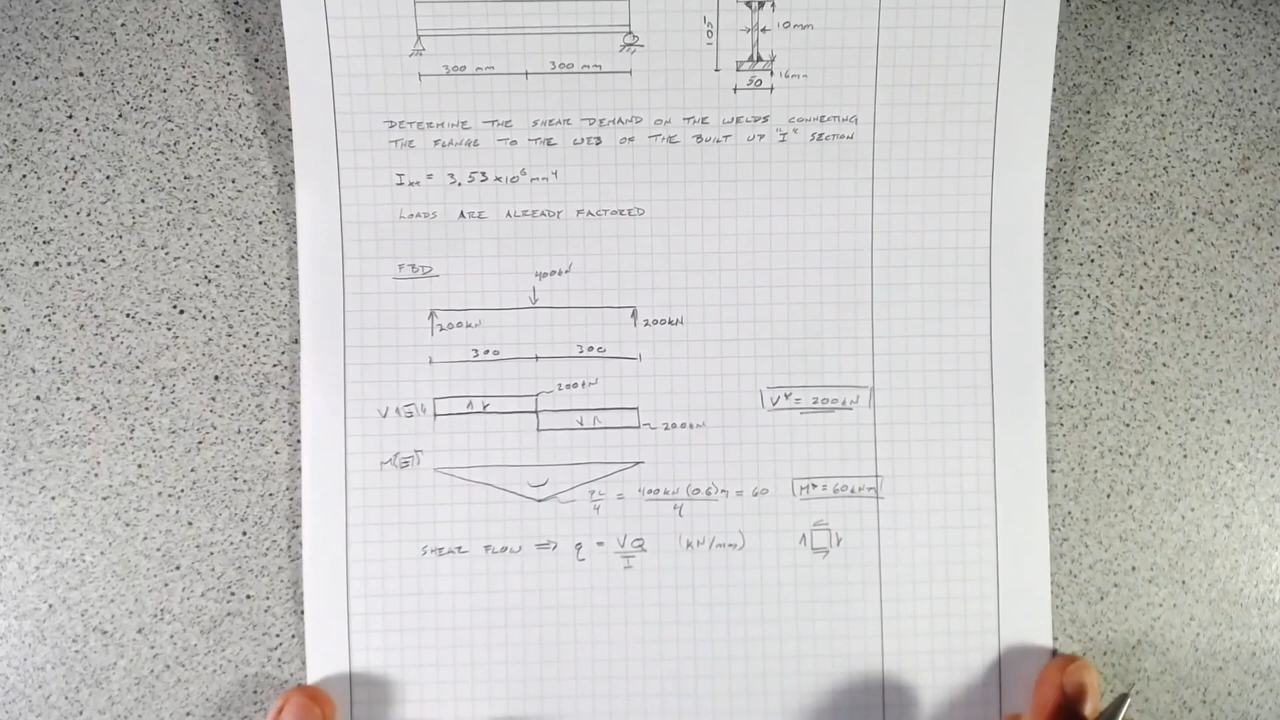 10mm
16mm
50
300 mm 300 mm
DETERMINE THE SHEAR DEMAND ON THE WELDS CONNECTING
THE FLANGE TO THE WEB OF THE BUILT UP "I" SECTION
Ixx = 3.53×10⁶ mm⁴
LOADS ARE ALREADY FACTORED
FBD
400kN
200kN 200kN
300 300
200kN
V
V* = 200kN
200kN
M
PL/4 = 400kN (0.6)m/4 = 60 M* = 60kNm
SHEAR FLOW ⇒ q = VQ/I (kN/mm)